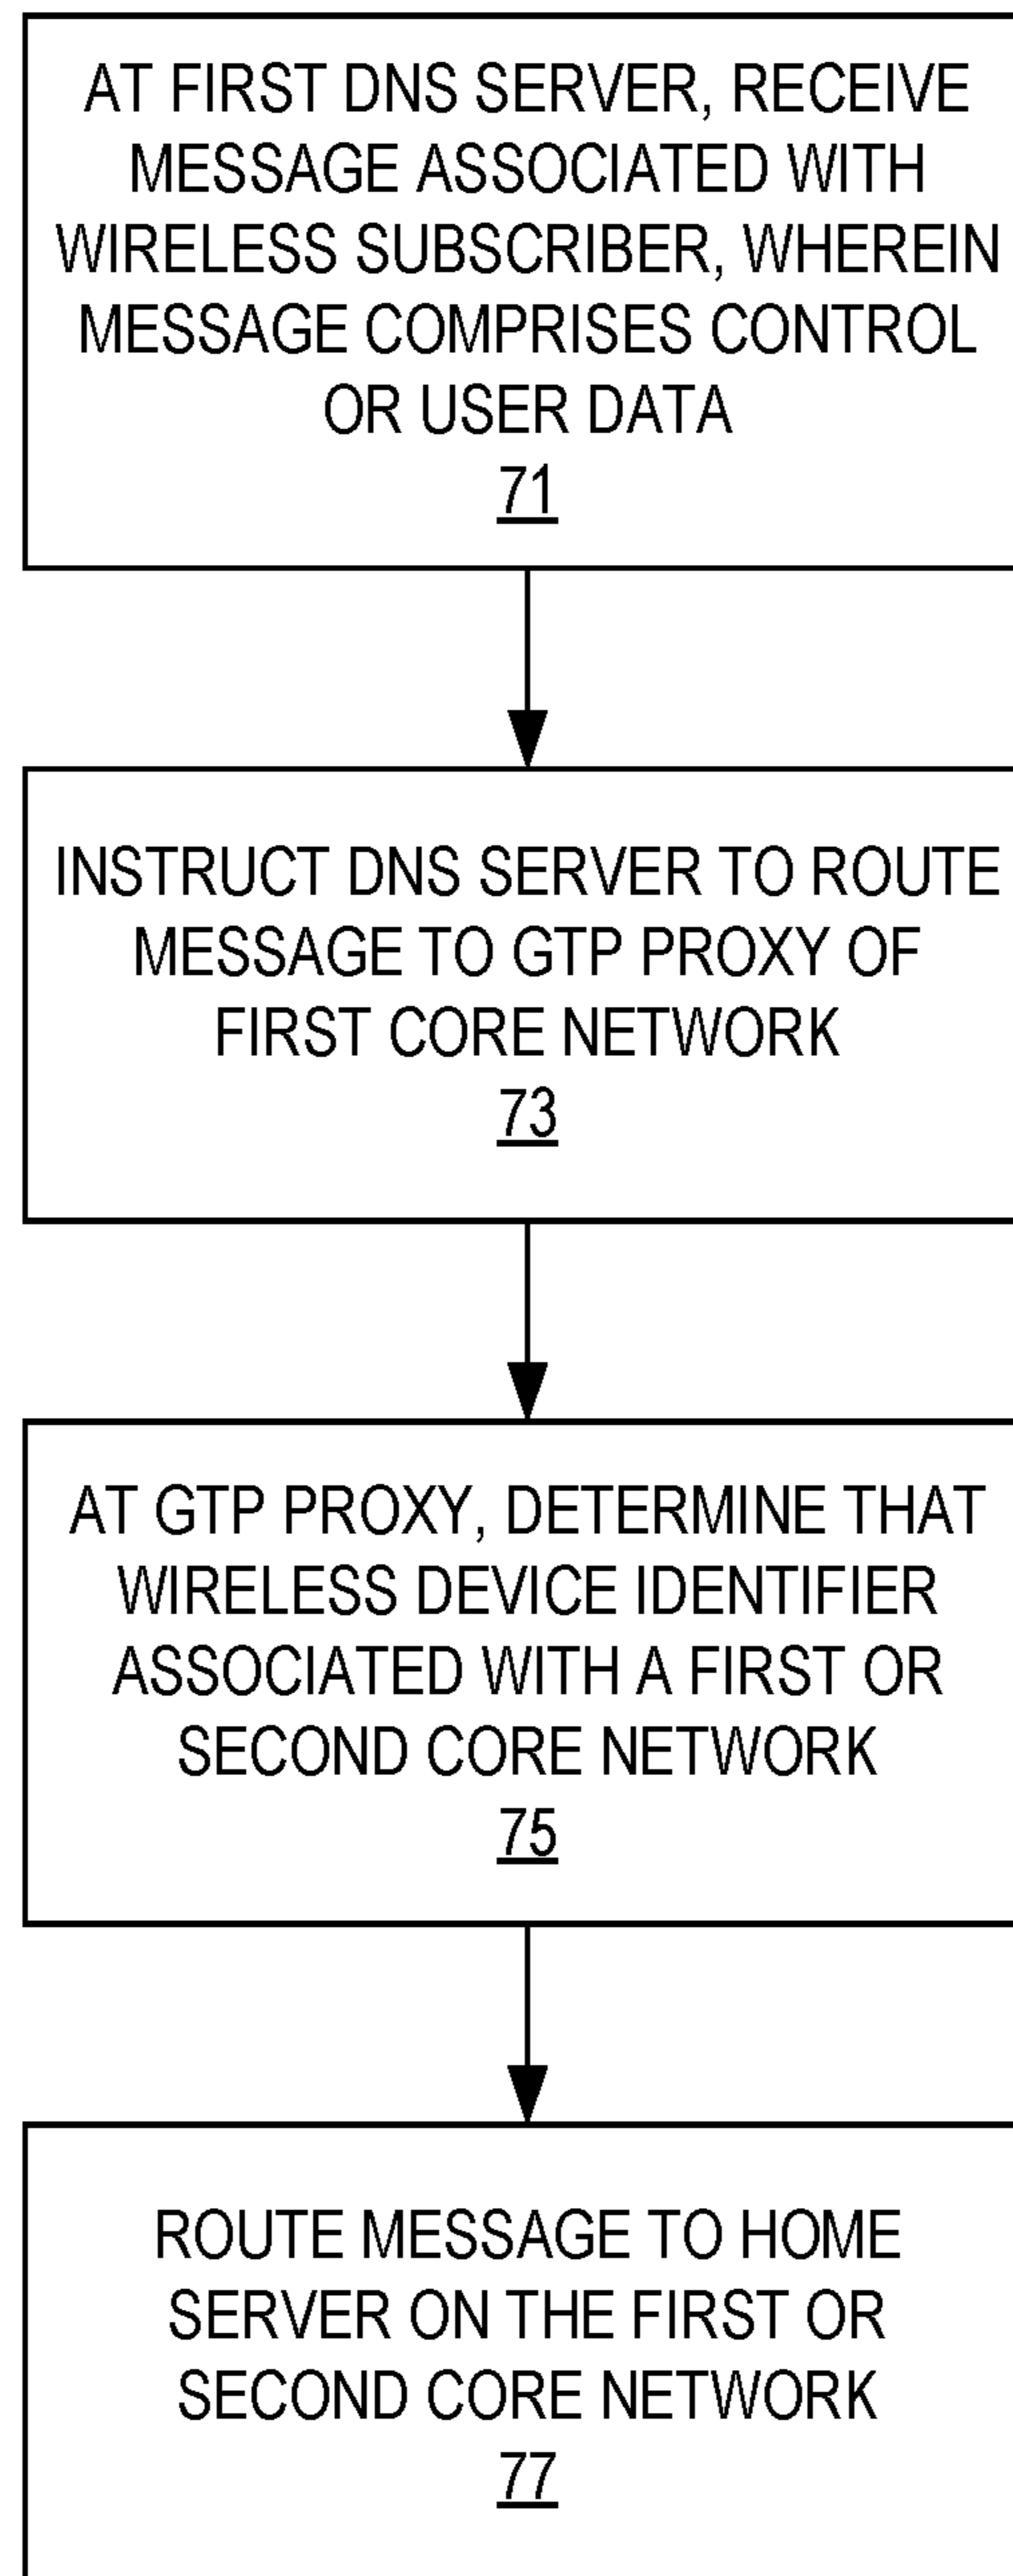 AT FIRST DNS SERVER, RECEIVE
MESSAGE ASSOCIATED WITH
WIRELESS SUBSCRIBER, WHEREIN
MESSAGE COMPRISES CONTROL
OR USER DATA
71
INSTRUCT DNS SERVER TO ROUTE
MESSAGE TO GTP PROXY OF
FIRST CORE NETWORK
73
AT GTP PROXY, DETERMINE THAT
WIRELESS DEVICE IDENTIFIER
ASSOCIATED WITH A FIRST OR
SECOND CORE NETWORK
75
ROUTE MESSAGE TO HOME
SERVER ON THE FIRST OR
SECOND CORE NETWORK
77